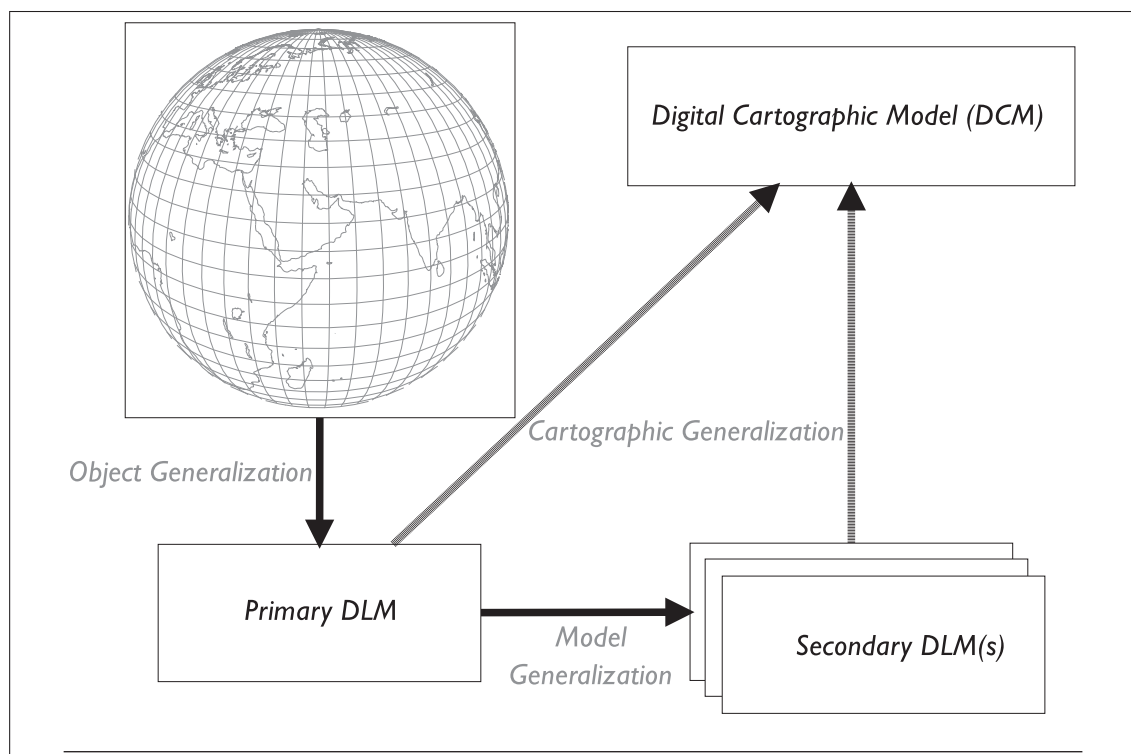 Digital Cartographic Model (DCM)
Cartographic Generalization
Object Generalization
Primary DLM
Model
Generalization
Secondary DLM(s)